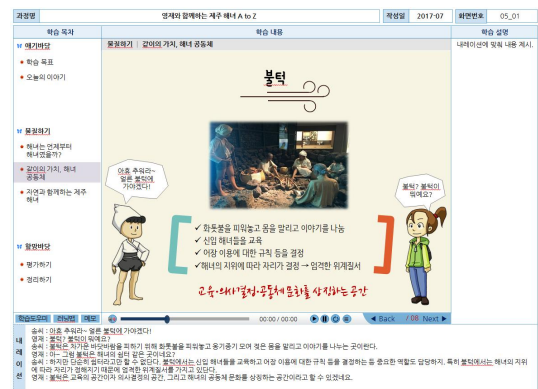 과정명
영재와 함께하는 제주 해녀 A to Z
작성일
2017-07
화면번호
05_01
학습 목차
학습 내용
학습 설명
얘기바당
학습 목표
오늘의 이야기
물질하기
해녀는 언제부터
해녀였을까?
같이의 가치, 해녀
공동체
자연과 함께하는 제주
해녀
할망바당
평가하기
정리하기
물질하기 | 같이의 가치, 해녀 공동체
불턱
아효 추워라~
얼른 불턱에
가야겠다!
불턱? 불턱이
뭐예요?
✓ 화톳불을 피워놓고 몸을 말리고 이야기를 나눔
✓ 신입 해녀들을 교육
✓ 어장 이용에 대한 규칙 등을 결정
✓ 해녀의 지위에 따라 자리가 결정 → 엄격한 위계질서
교육·의사결정·공동체 문화를 상징하는 공간
내레이션에 맞춰 내용 제시.
학습도우미
러닝맵
메모
00:00 / 00:00
◀ Back
/ 08
Next ▶
내레이션
송씨 : 아효 추워라~ 얼른 불턱에 가야겠다!
영재 : 불턱? 불턱이 뭐예요?
송씨 : 불턱은 차가운 바닷바람을 피하기 위해 화톳불을 피워놓고 옹기종기 모여 젖은 몸을 말리고 이야기를 나누는 곳이란다.
영재 : 아~ 그럼 불턱은 해녀의 쉼터 같은 곳이네요?
송씨 : 하지만 단순히 쉼터라고만 할 수 없단다. 불턱에서는 신입 해녀들을 교육하고 어장 이용에 대한 규칙 등을 결정하는 등 중요한 역할도 담당하지. 특히 불턱에서는 해녀의 지위
에 따라 자리가 정해지기 때문에 엄격한 위계질서를 가지고 있단다.
영재 : 불턱은 교육의 공간이자 의사결정의 공간, 그리고 해녀의 공동체 문화를 상징하는 공간이라고 할 수 있겠네요.